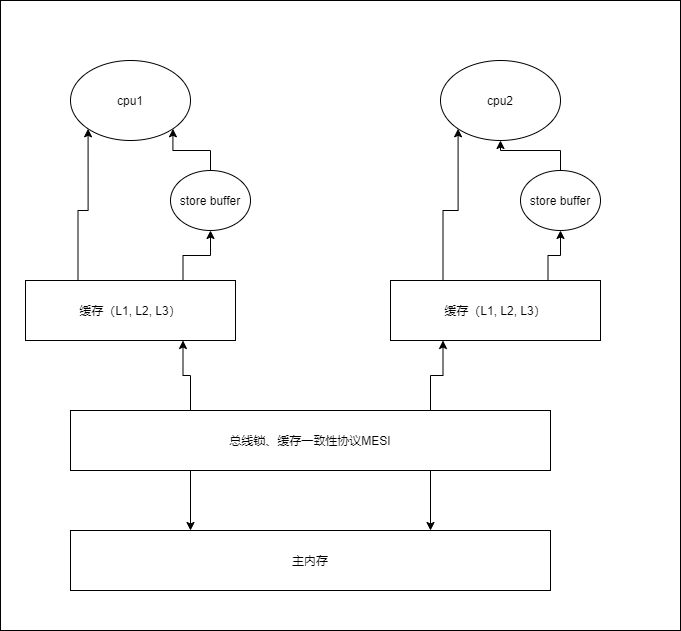 cpu1
cpu2
store buffer
store buffer
缓存（L1, L2, L3）
缓存（L1, L2, L3）
总线锁、缓存一致性协议MESI
主内存